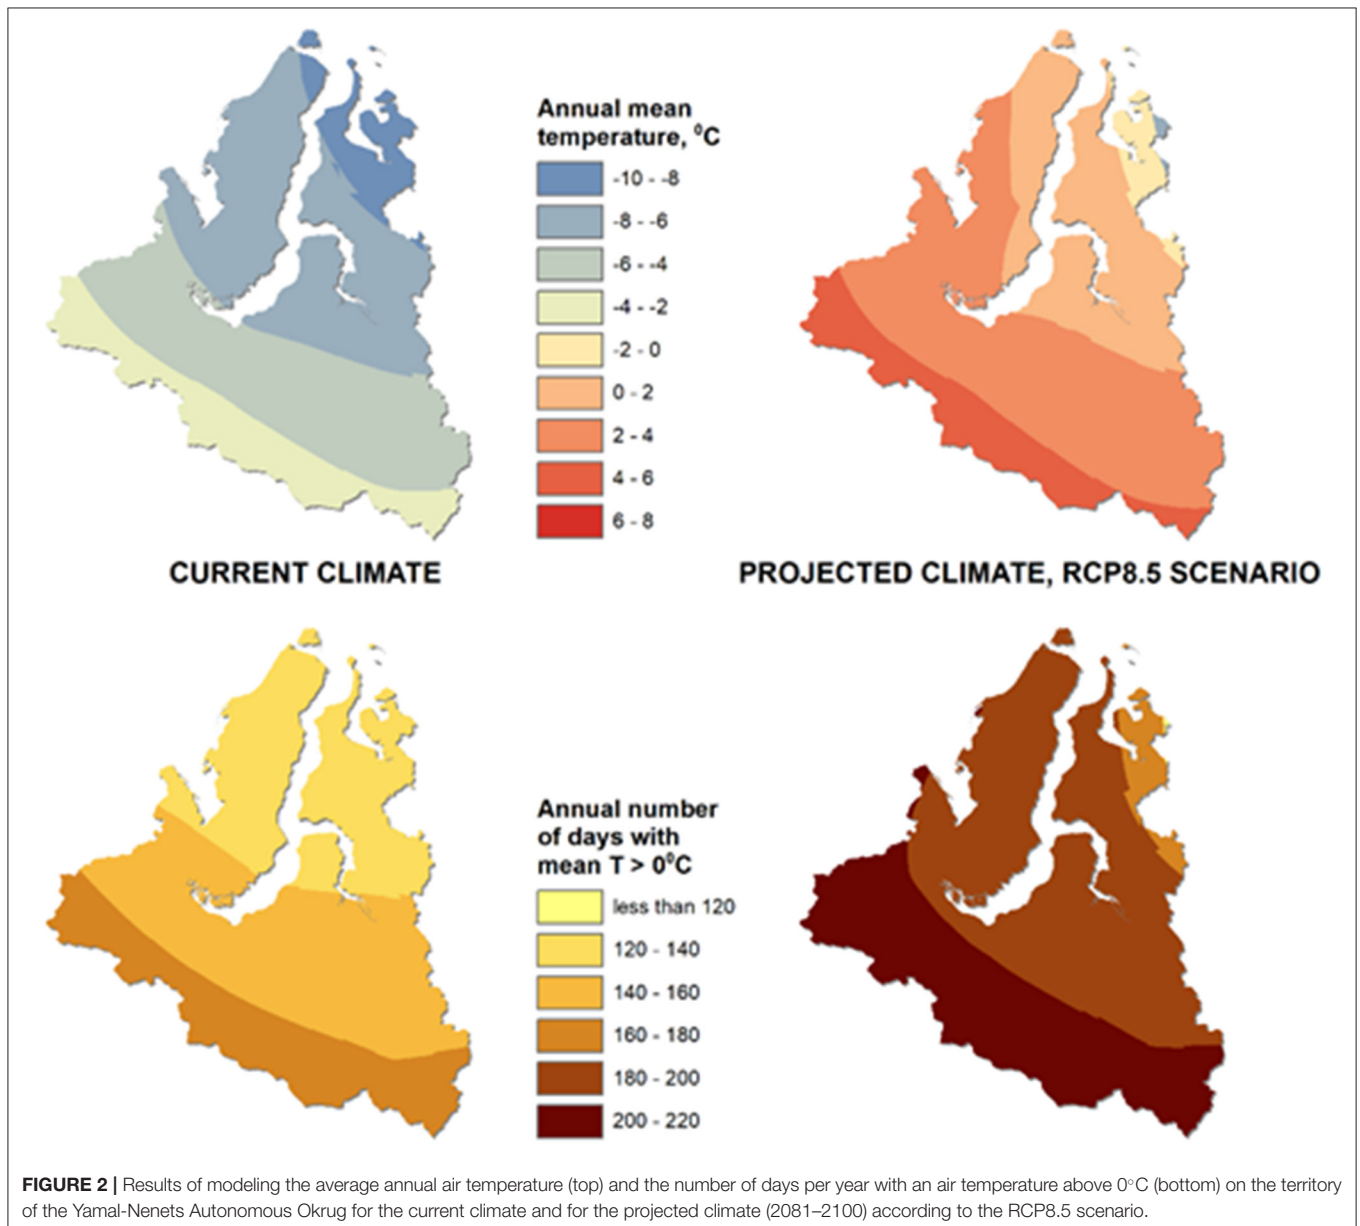 Annual mean
temperature, ⁰C
-10 - -8
-8 - -6
-6 - -4
-4 - -2
-2 - 0
0 - 2
2 - 4
4 - 6
6 - 8
CURRENT CLIMATE
PROJECTED CLIMATE, RCP8.5 SCENARIO
Annual number
of days with
mean T > 0⁰C
less than 120
120 - 140
140 - 160
160 - 180
180 - 200
200 - 220
FIGURE 2 | Results of modeling the average annual air temperature (top) and the number of days per year with an air temperature above 0°C (bottom) on the territory
of the Yamal-Nenets Autonomous Okrug for the current climate and for the projected climate (2081–2100) according to the RCP8.5 scenario.